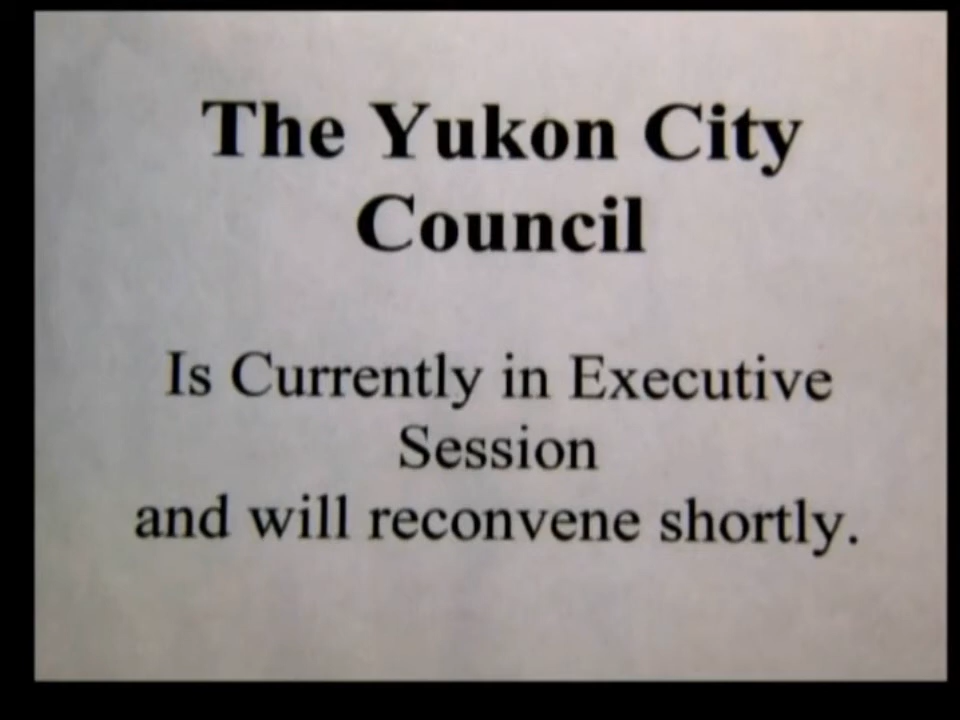 The Yukon City
Council
Is Currently in Executive
Session
and will reconvene shortly.